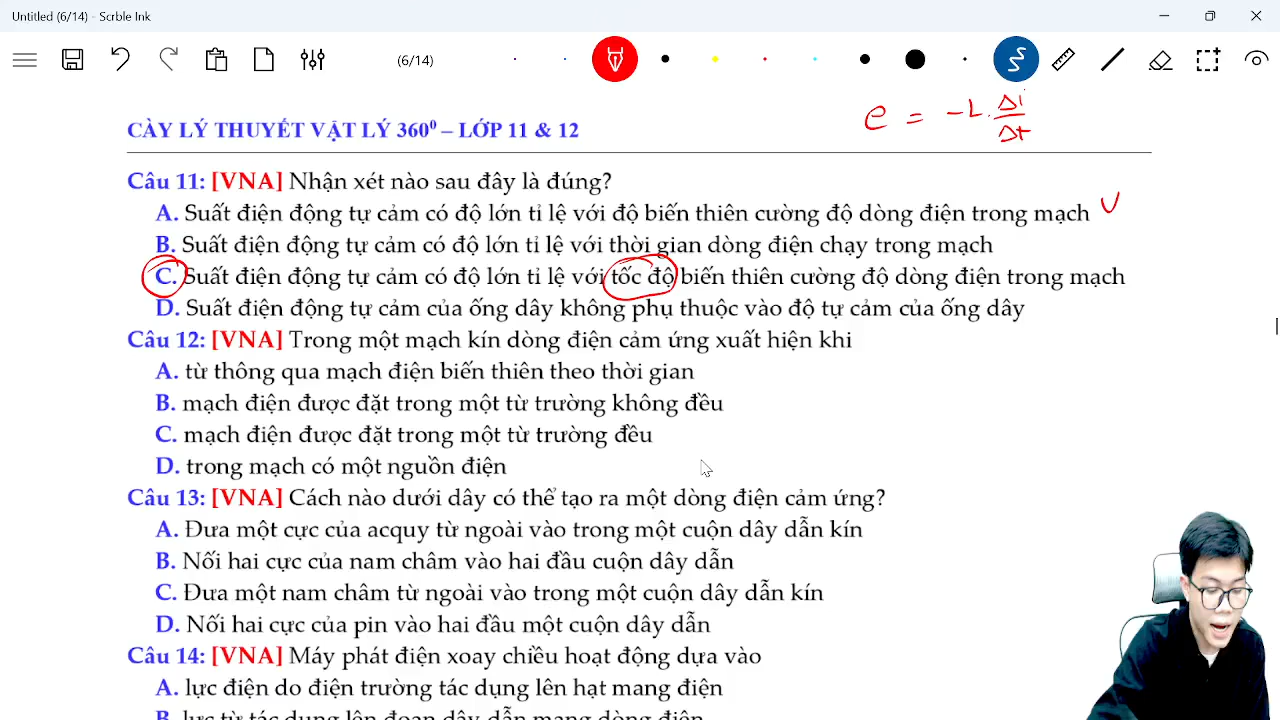 Untitled (6/14) - Scrble Ink
(6/14)
e = -L. Δi/Δt
CÀY LÝ THUYẾT VẬT LÝ 360⁰ – LỚP 11 & 12
Câu 11: [VNA] Nhận xét nào sau đây là đúng?
A. Suất điện động tự cảm có độ lớn tỉ lệ với độ biến thiên cường độ dòng điện trong mạch
B. Suất điện động tự cảm có độ lớn tỉ lệ với thời gian dòng điện chạy trong mạch
C. Suất điện động tự cảm có độ lớn tỉ lệ với tốc độ biến thiên cường độ dòng điện trong mạch
D. Suất điện động tự cảm của ống dây không phụ thuộc vào độ tự cảm của ống dây
Câu 12: [VNA] Trong một mạch kín dòng điện cảm ứng xuất hiện khi
A. từ thông qua mạch điện biến thiên theo thời gian
B. mạch điện được đặt trong một từ trường không đều
C. mạch điện được đặt trong một từ trường đều
D. trong mạch có một nguồn điện
Câu 13: [VNA] Cách nào dưới dây có thể tạo ra một dòng điện cảm ứng?
A. Đưa một cực của acquy từ ngoài vào trong một cuộn dây dẫn kín
B. Nối hai cực của nam châm vào hai đầu cuộn dây dẫn
C. Đưa một nam châm từ ngoài vào trong một cuộn dây dẫn kín
D. Nối hai cực của pin vào hai đầu một cuộn dây dẫn
Câu 14: [VNA] Máy phát điện xoay chiều hoạt động dựa vào
A. lực điện do điện trường tác dụng lên hạt mang điện
B. lực từ tác dụng lên đoạn dây dẫn mang dòng điện